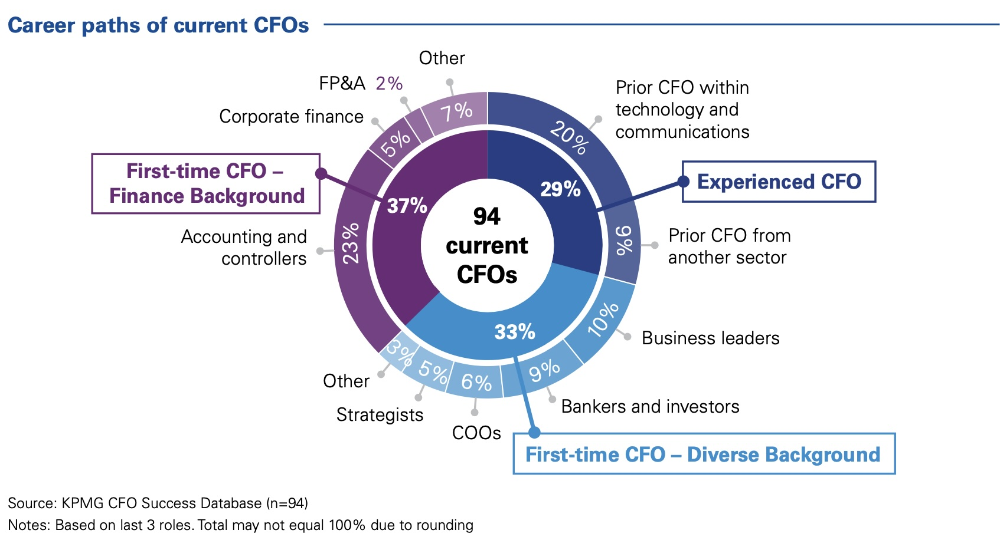 Career paths of current CFOs
Other
FP&A 2%
Corporate finance
Prior CFO within
technology and
communications
7%
5%
20%
First-time CFO –
Finance Background
Experienced CFO
37%
29%
94
current
CFOs
Accounting and
controllers
23%
9%
Prior CFO from
another sector
10%
Business leaders
33%
3%
5%
6%
9%
Other
Strategists
COOs
Bankers and investors
First-time CFO – Diverse Background
Source: KPMG CFO Success Database (n=94)
Notes: Based on last 3 roles. Total may not equal 100% due to rounding